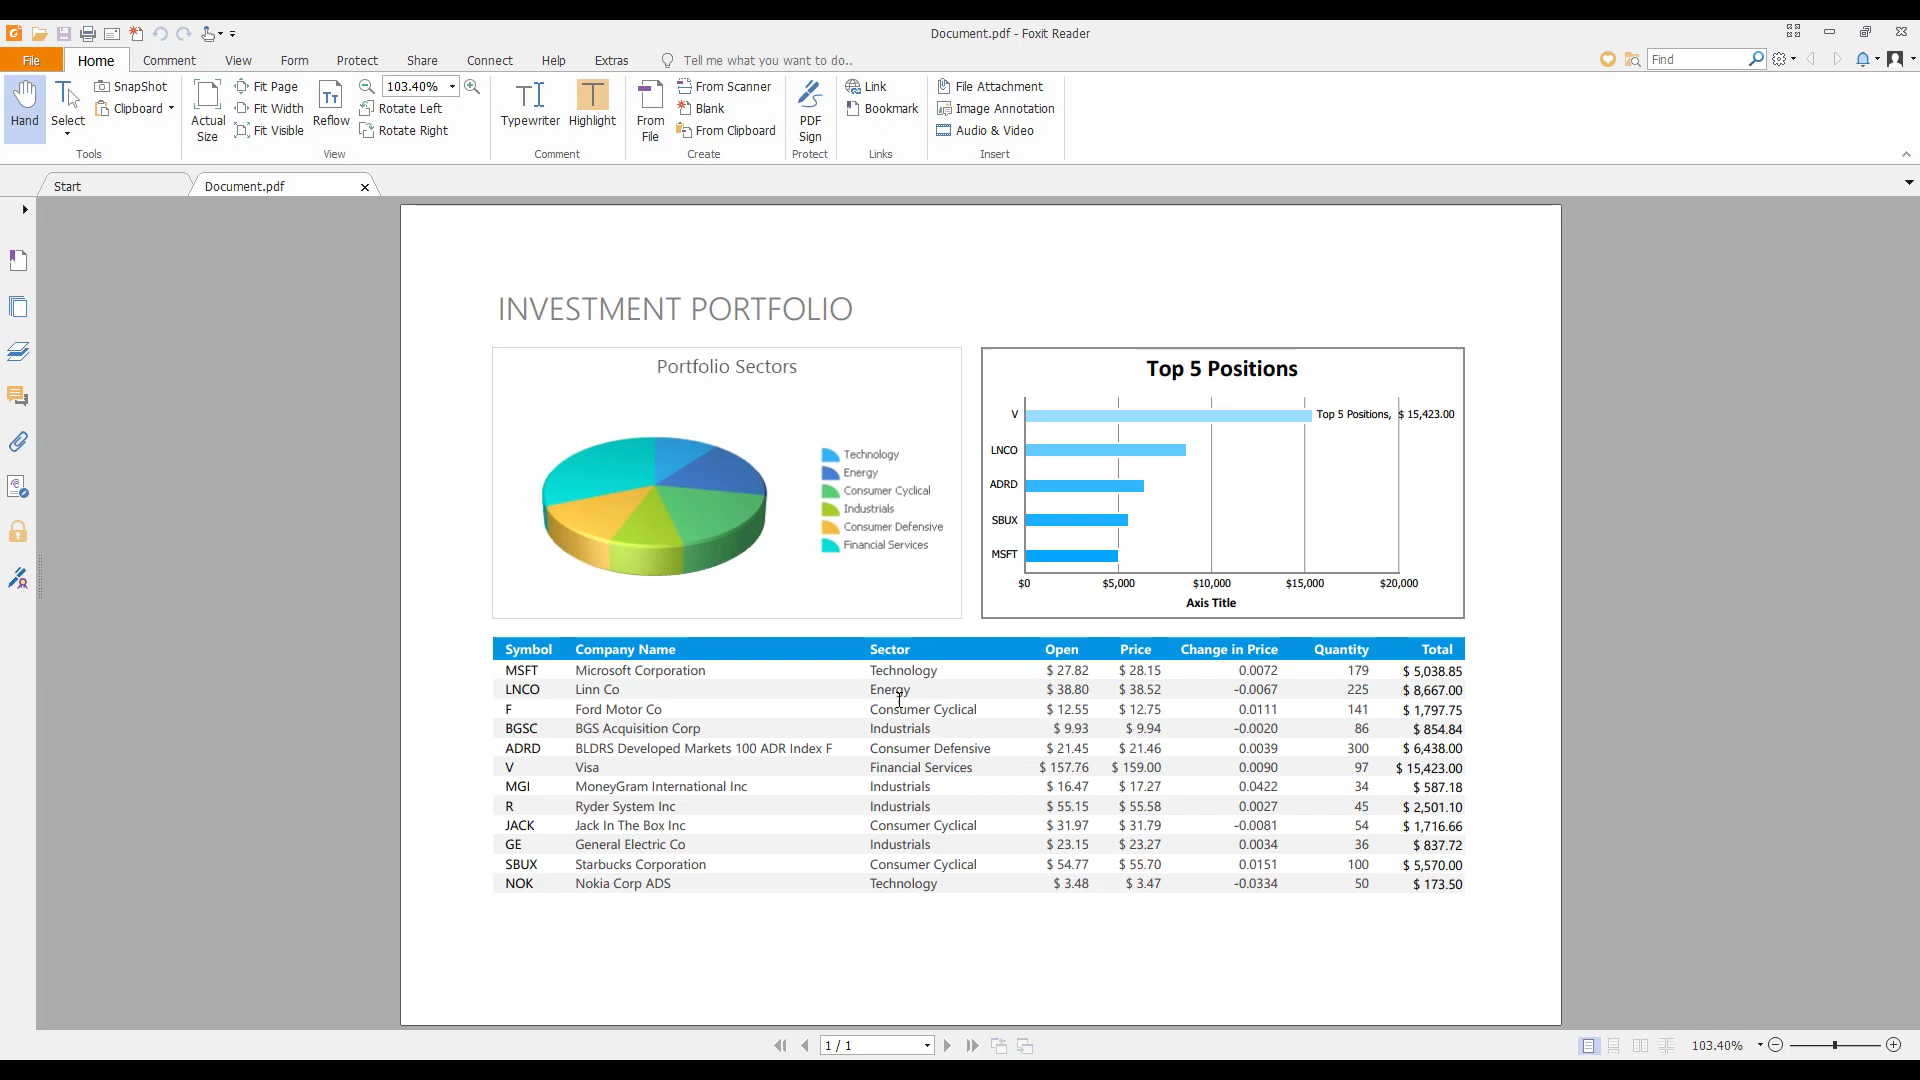 Document.pdf - Foxit Reader
File Home Comment View Form Protect Share Connect Help Extras Tell me what you want to do.. Find
Hand Select SnapShot Clipboard Actual Size Fit Page Fit Width Fit Visible Reflow 103.40% Rotate Left Rotate Right Typewriter Highlight From File From Scanner Blank From Clipboard PDF Sign Link Bookmark File Attachment Image Annotation Audio & Video
Tools View Comment Create Protect Links Insert
Start Document.pdf
INVESTMENT PORTFOLIO
Portfolio Sectors
Technology
Energy
Consumer Cyclical
Industrials
Consumer Defensive
Financial Services
Top 5 Positions
V Top 5 Positions, $ 15,423.00
LNCO
ADRD
SBUX
MSFT
$0 $5,000 $10,000 $15,000 $20,000
Axis Title
Symbol Company Name Sector Open Price Change in Price Quantity Total
MSFT Microsoft Corporation Technology $ 27.82 $ 28.15 0.0072 179 $ 5,038.85
LNCO Linn Co Energy $ 38.80 $ 38.52 -0.0067 225 $ 8,667.00
F Ford Motor Co Consumer Cyclical $ 12.55 $ 12.75 0.0111 141 $ 1,797.75
BGSC BGS Acquisition Corp Industrials $ 9.93 $ 9.94 -0.0020 86 $ 854.84
ADRD BLDRS Developed Markets 100 ADR Index F Consumer Defensive $ 21.45 $ 21.46 0.0039 300 $ 6,438.00
V Visa Financial Services $ 157.76 $ 159.00 0.0090 97 $ 15,423.00
MGI MoneyGram International Inc Industrials $ 16.47 $ 17.27 0.0422 34 $ 587.18
R Ryder System Inc Industrials $ 55.15 $ 55.58 0.0027 45 $ 2,501.10
JACK Jack In The Box Inc Consumer Cyclical $ 31.97 $ 31.79 -0.0081 54 $ 1,716.66
GE General Electric Co Industrials $ 23.15 $ 23.27 0.0034 36 $ 837.72
SBUX Starbucks Corporation Consumer Cyclical $ 54.77 $ 55.70 0.0151 100 $ 5,570.00
NOK Nokia Corp ADS Technology $ 3.48 $ 3.47 -0.0334 50 $ 173.50
1 / 1 103.40%